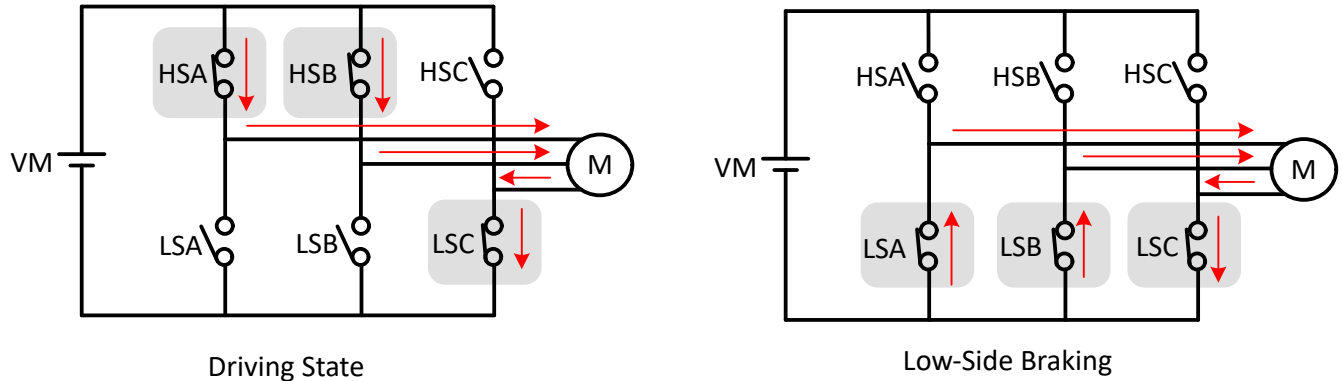 HSA
HSB
HSC
VM
M
LSA
LSB
LSC
Driving State
HSA
HSB
HSC
VM
M
LSA
LSB
LSC
Low-Side Braking